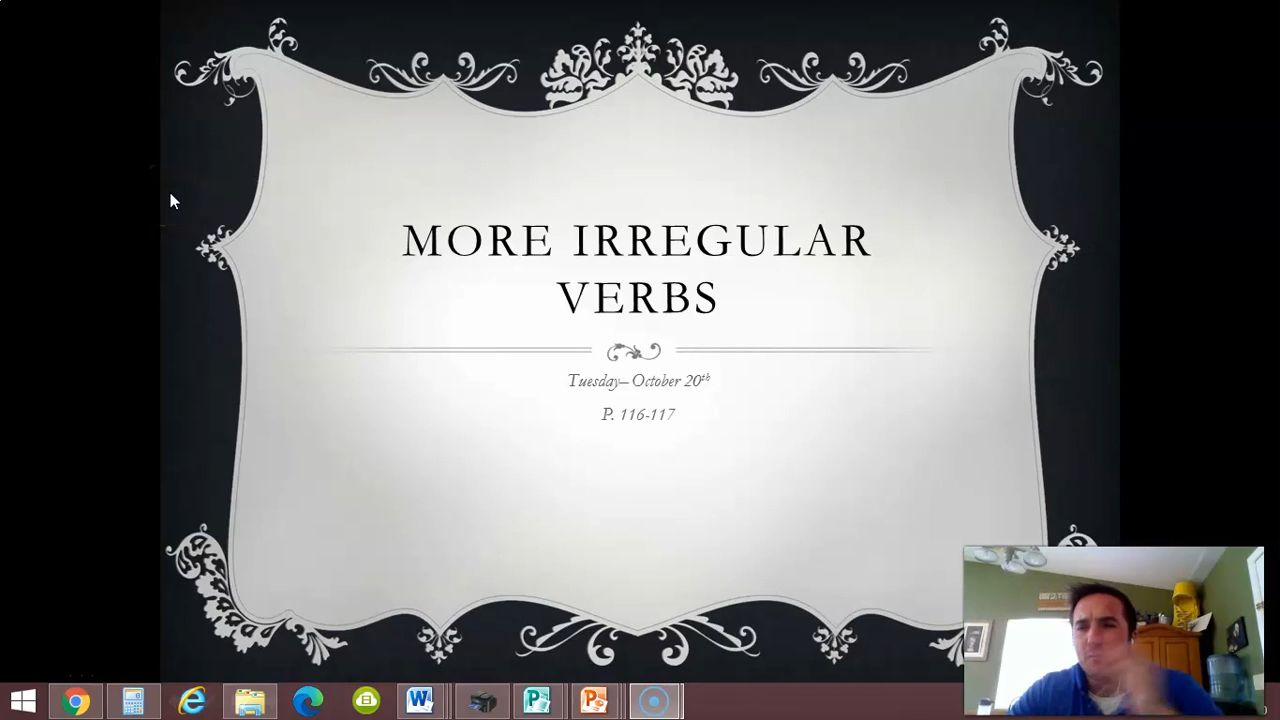 MORE IRREGULAR
VERBS
Tuesday– October 20th
P. 116-117